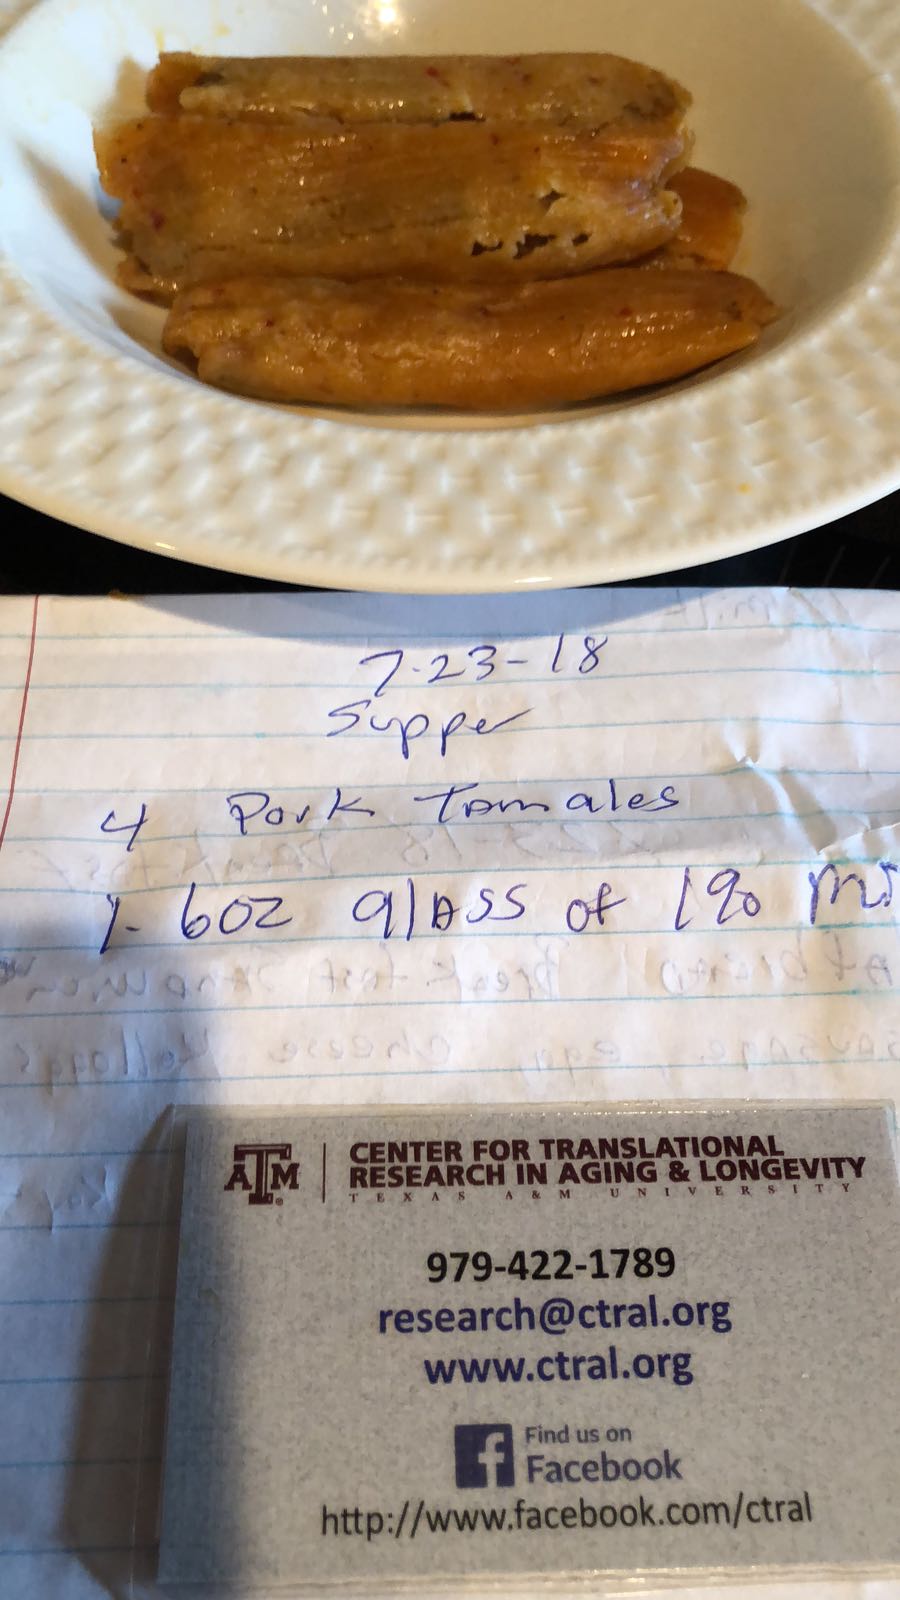 7-23-18
Supper
4 Pork Tamales
1- 6oz glass of 1%
ATM
CENTER FOR TRANSLATIONAL
RESEARCH IN AGING & LONGEVITY
TEXAS A&M UNIVERSITY
979-422-1789
research@ctral.org
www.ctral.org
f
Find us on
Facebook
http://www.facebook.com/ctral